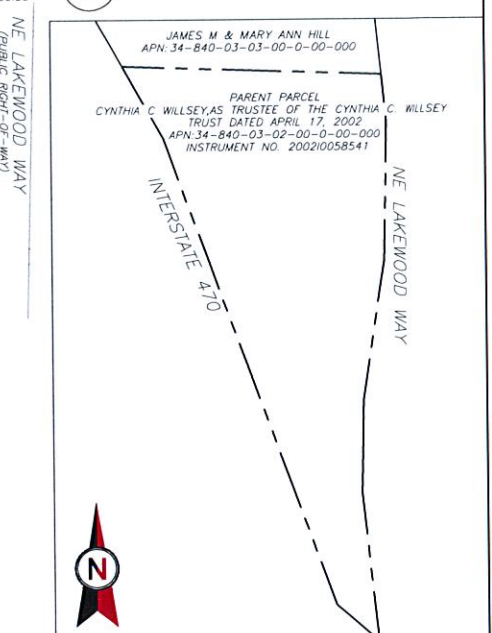 NE LAKEWOOD WAY
(PUBLIC RIGHT-OF-WAY)
JAMES M & MARY ANN HILL
APN: 34-840-03-03-00-0-00-000
PARENT PARCEL
CYNTHIA C WILLSEY,AS TRUSTEE OF THE CYNTHIA C. WILLSEY
TRUST DATED APRIL 17, 2002
APN:34-840-03-02-00-0-00-000
INSTRUMENT NO. 2002I0058541
INTERSTATE 470
NE LAKEWOOD WAY
N